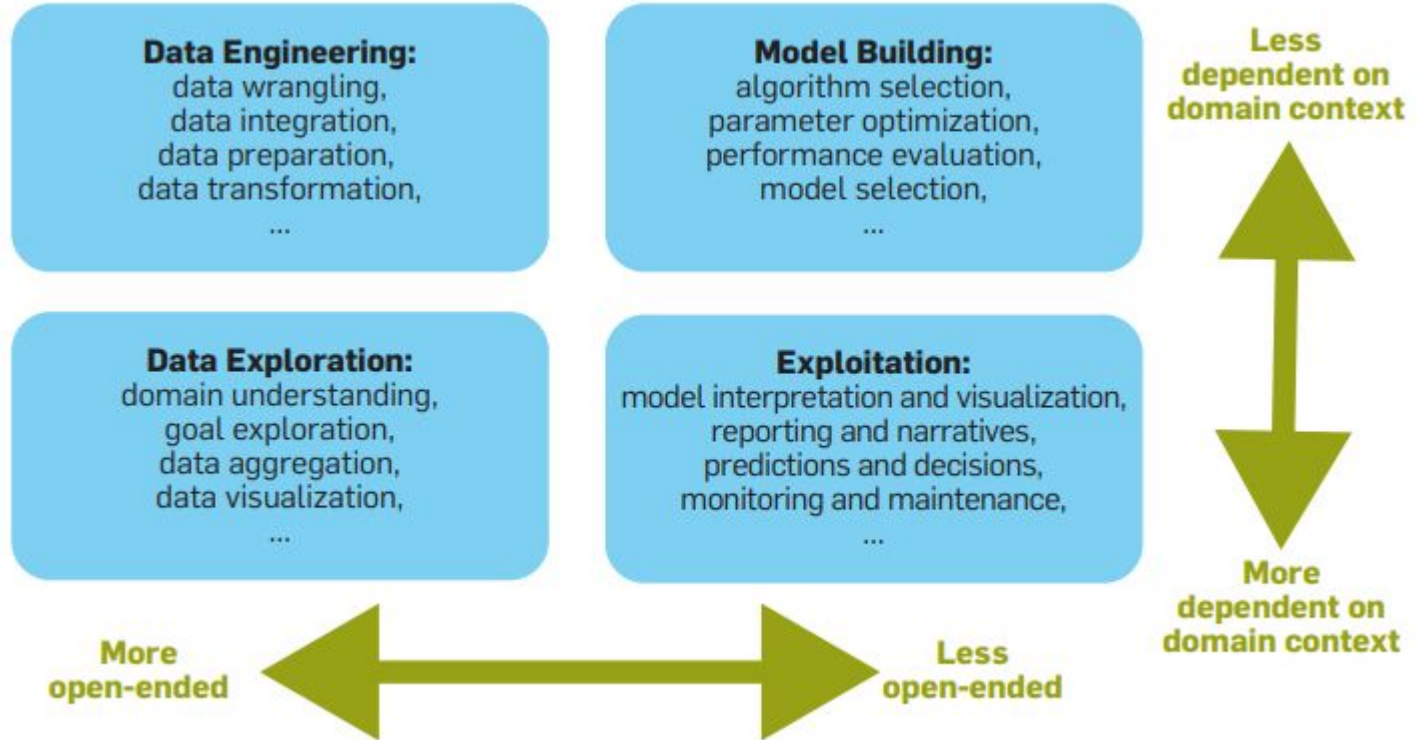 Data Engineering:
data wrangling,
data integration,
data preparation,
data transformation,
...
Model Building:
algorithm selection,
parameter optimization,
performance evaluation,
model selection,
...
Less
dependent on
domain context
Data Exploration:
domain understanding,
goal exploration,
data aggregation,
data visualization,
...
Exploitation:
model interpretation and visualization,
reporting and narratives,
predictions and decisions,
monitoring and maintenance,
...
More
dependent on
domain context
More
open-ended
Less
open-ended